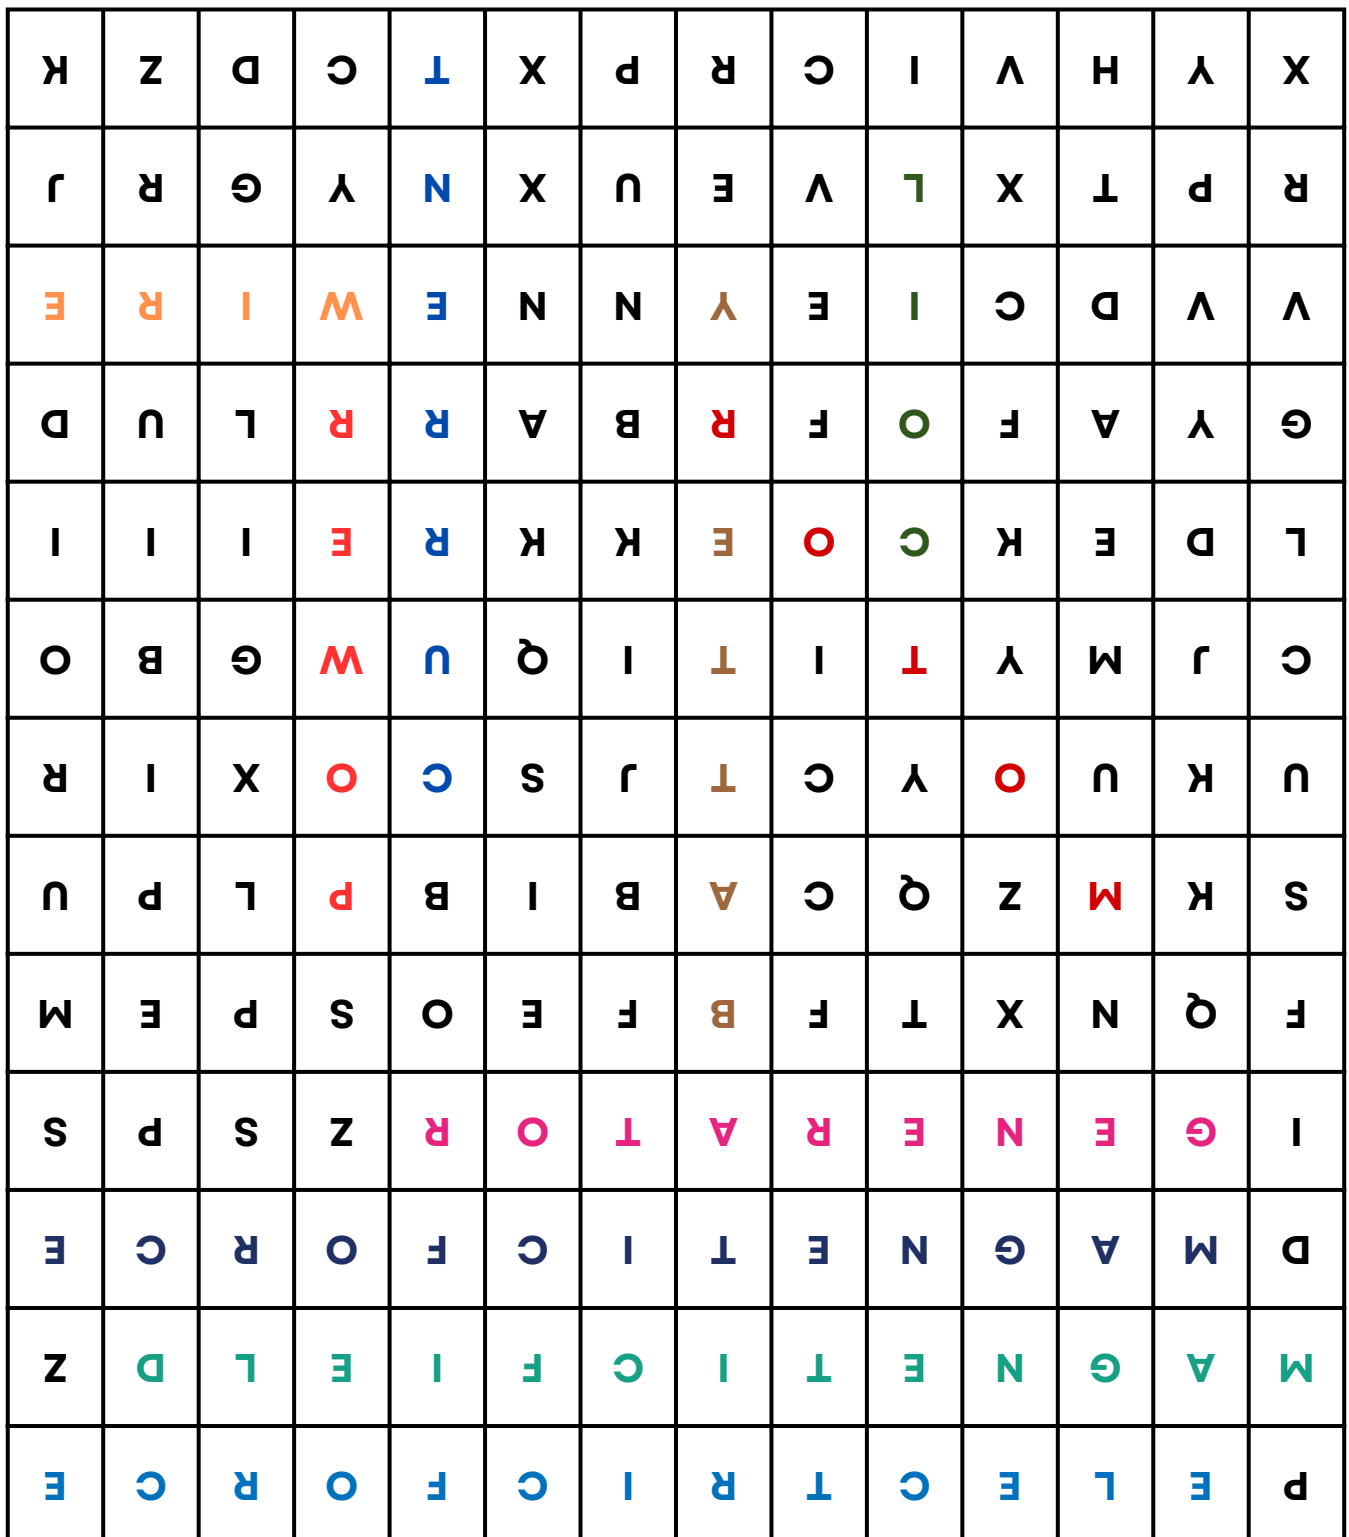 P E L E C T R I C F O R C E
M A G N E T I C F I E L D Z
D M A G N E T I C F O R C E
I G E N E R A T O R Z S P S
F Q N X T F B F E O S P E M
S K M Z Q C A B I B P L P U
U K U O Y C T J S C O X I R
C J M Y T I T I Q U W G B O
L D E K C O E K K R E I I I
G Y A F O F R B A R R L U D
V V D C I E Y N N E W I R E
R P T X L V E U X N Y G R J
X Y H V I C R P X T C D Z K